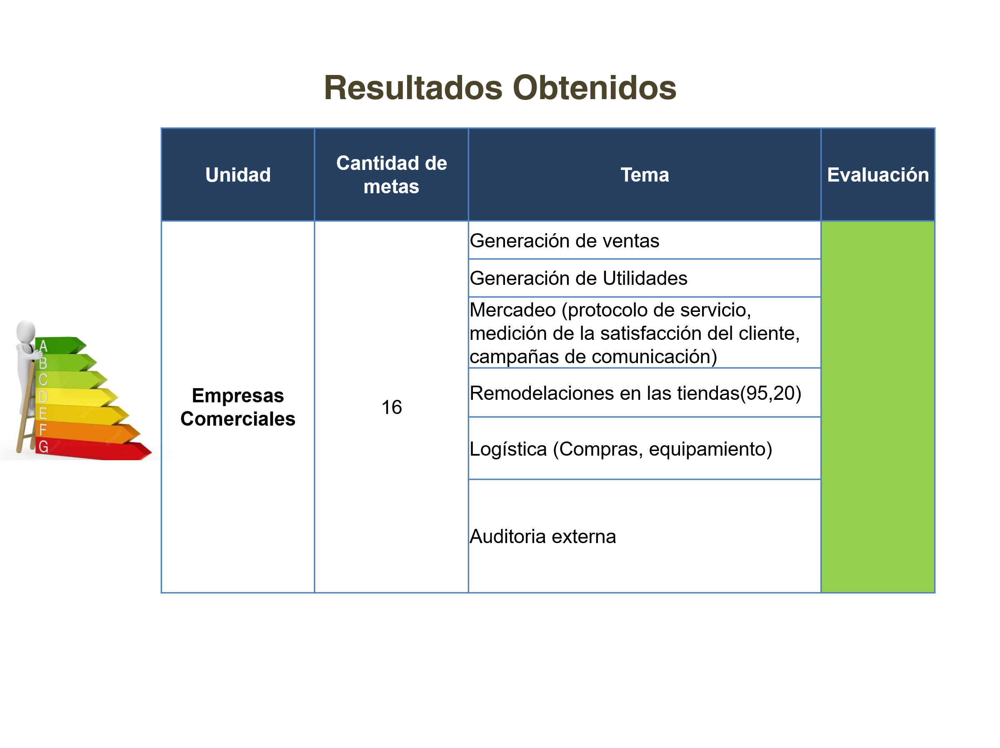 Resultados Obtenidos
Unidad
Cantidad de
metas
Tema
Evaluación
Empresas
Comerciales
16
Generación de ventas
Generación de Utilidades
Mercadeo (protocolo de servicio,
medición de la satisfacción del cliente,
campañas de comunicación)
Remodelaciones en las tiendas(95,20)
Logística (Compras, equipamiento)
Auditoria externa
A
B
C
D
E
F
G